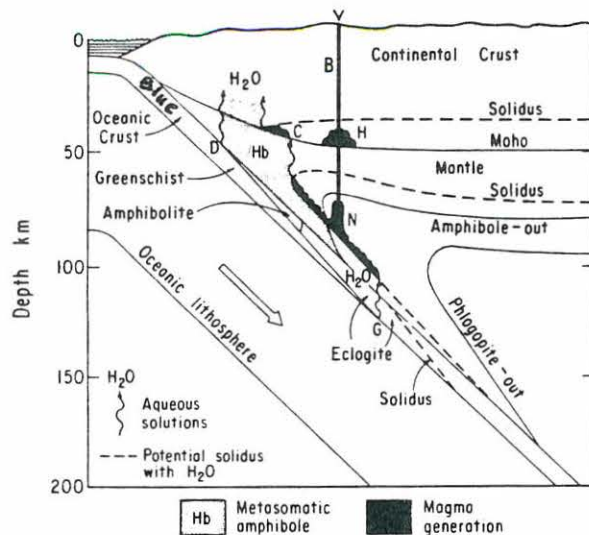 V
0
B
Continental Crust
H₂O
Blue
Oceanic
Crust
C
Solidus
H
Moho
D
Hb
50
Greenschist
Mantle
Amphibolite
Solidus
N
Amphibole-out
100
H₂O
Oceanic lithosphere
Eclogite
G
Phlogopite-out
150
H₂O
Aqueous
solutions
Solidus
Potential solidus
with H₂O
200
Depth km
Hb
Metasomatic
amphibole
Magma
generation